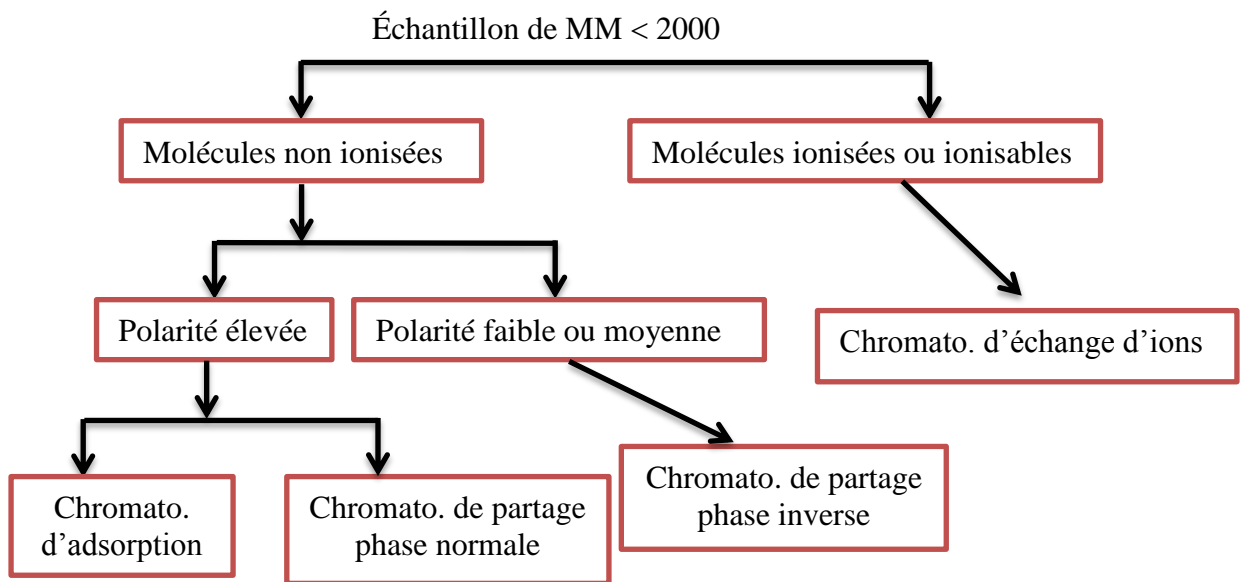 Échantillon de MM < 2000
Molécules non ionisées
Molécules ionisées ou ionisables
Polarité élevée
Polarité faible ou moyenne
Chromato. d’échange d’ions
Chromato.
d’adsorption
Chromato. de partage
phase normale
Chromato. de partage
phase inverse